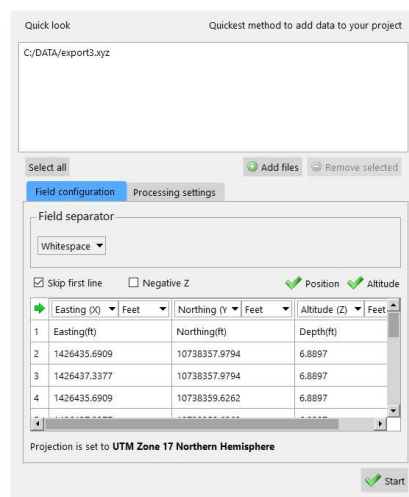 Quick look Quickest method to add data to your project
C:/DATA/export3.xyz
Select all Add files Remove selected
Field configuration Processing settings
Field separator
Whitespace
Skip first line Negative Z Position Altitude
Easting (X) Feet Northing (Y Feet Altitude (Z) Feet
1 Easting(ft) Northing(ft) Depth(ft)
2 1426435.6909 10738357.9794 6.8897
3 1426437.3377 10738357.9794 6.8897
4 1426435.6909 10738359.6262 6.8897
Projection is set to UTM Zone 17 Northern Hemisphere
Start